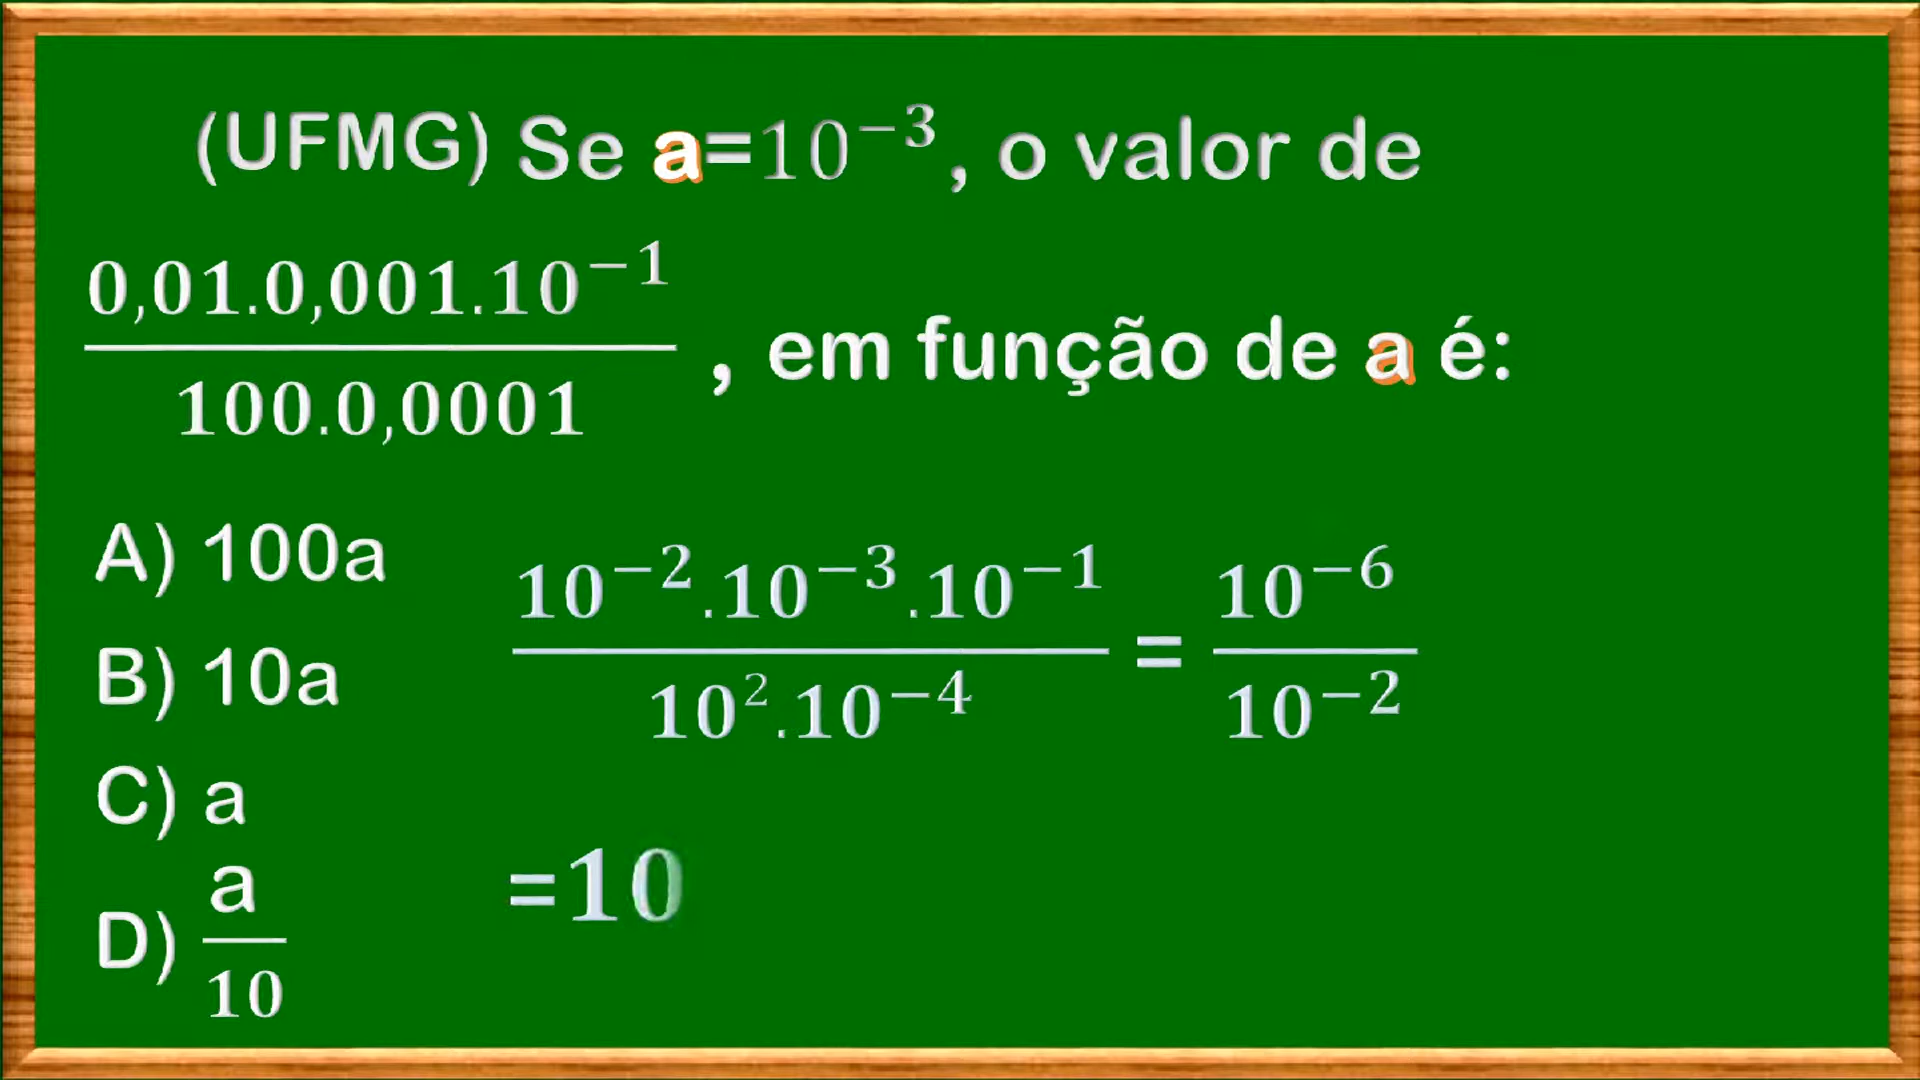 (UFMG) Se a=10⁻³, o valor de
0,01.0,001.10⁻¹
100.0,0001
, em função de a é:
A) 100a
B) 10a
C) a
D) a/10
10⁻².10⁻³.10⁻¹ / 10².10⁻⁴ = 10⁻⁶ / 10⁻²
=10